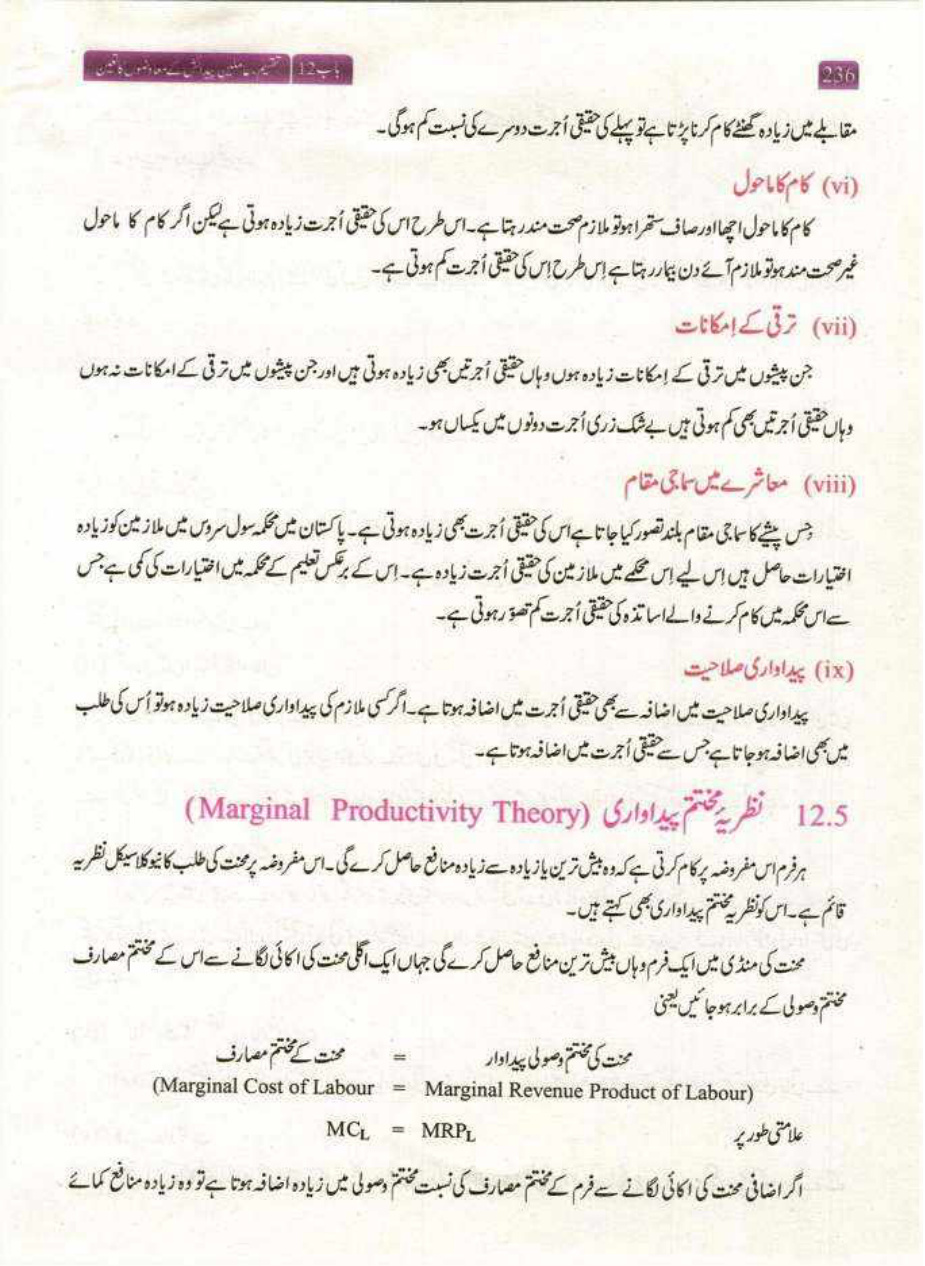 236
باب 12 تقسیم، عاملین پیدائش کے معاوضوں کا تعین
مقابلے میں زیادہ گھنٹے کام کرنا پڑتا ہے تو پہلے کی حقیقی اُجرت دوسرے کی نسبت کم ہوگی۔
(vi) کام کا ماحول
کام کا ماحول اچھا اور صاف ستھرا ہو تو ملازم صحت مند رہتا ہے۔ اس طرح اس کی حقیقی اُجرت زیادہ ہوتی ہے لیکن اگر کام کا ماحول
غیر صحت مند ہو تو ملازم آئے دن بیمار رہتا ہے اِس طرح اِس کی حقیقی اُجرت کم ہوتی ہے۔
(vii) ترقی کے اِمکانات
جن پیشوں میں ترقی کے اِمکانات زیادہ ہوں وہاں حقیقی اُجرتیں بھی زیادہ ہوتی ہیں اور جن پیشوں میں ترقی کے امکانات نہ ہوں
وہاں حقیقی اُجرتیں بھی کم ہوتی ہیں بے شک زری اُجرت دونوں میں یکساں ہو۔
(viii) معاشرے میں سماجی مقام
جِس پیشے کا سماجی مقام بلند تصور کیا جاتا ہے اس کی حقیقی اُجرت بھی زیادہ ہوتی ہے۔ پاکستان میں محکمہ سول سروس میں ملازمین کو زیادہ
اختیارات حاصل ہیں اِس لیے اِس محکمے میں ملازمین کی حقیقی اُجرت زیادہ ہے۔ اِس کے برعکس تعلیم کے محکمہ میں اختیارات کی کمی ہے جس
سے اس محکمہ میں کام کرنے والے اساتذہ کی حقیقی اُجرت کم تصوّر ہوتی ہے۔
(ix) پیداواری صلاحیت
پیداواری صلاحیت میں اضافہ سے بھی حقیقی اُجرت میں اضافہ ہوتا ہے۔ اگر کسی ملازم کی پیداواری صلاحیت زیادہ ہو تو اُس کی طلب
میں بھی اضافہ ہو جاتا ہے جس سے حقیقی اُجرت میں اضافہ ہوتا ہے۔
12.5 نظریۂ مختتم پیداواری (Marginal Productivity Theory)
ہر فرم اس مفروضہ پر کام کرتی ہے کہ وہ بیش ترین یا زیادہ سے زیادہ منافع حاصل کرے گی۔ اس مفروضہ پر محنت کی طلب کا نیوکلاسیکل نظریہ
قائم ہے۔ اس کو نظریہ مختتم پیداواری بھی کہتے ہیں۔
محنت کی منڈی میں ایک فرم وہاں بیش ترین منافع حاصل کرے گی جہاں ایک اگلی محنت کی اکائی لگانے سے اس کے مختتم مصارف
مختتم وصولی کے برابر ہو جائیں یعنی
محنت کی مختتم وصولی پیداوار = محنت کے مختتم مصارف
(Marginal Cost of Labour = Marginal Revenue Product of Labour)
علامتی طور پر MC<sub>L</sub> = MRP<sub>L</sub>
اگر اضافی محنت کی اکائی لگانے سے فرم کے مختتم مصارف کی نسبت مختتم وصولی میں زیادہ اضافہ ہوتا ہے تو وہ زیادہ منافع کمائے